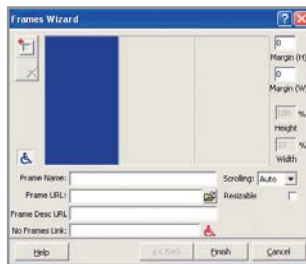 Frames Wizard
0
Margin (H)
0
Margin (W)
100 %
Height
%
Width
Frame Name:
Scrolling: Auto
Frame URL:
Resizable
Frame Desc URL
No Frames Link:
Help
Finish
Cancel